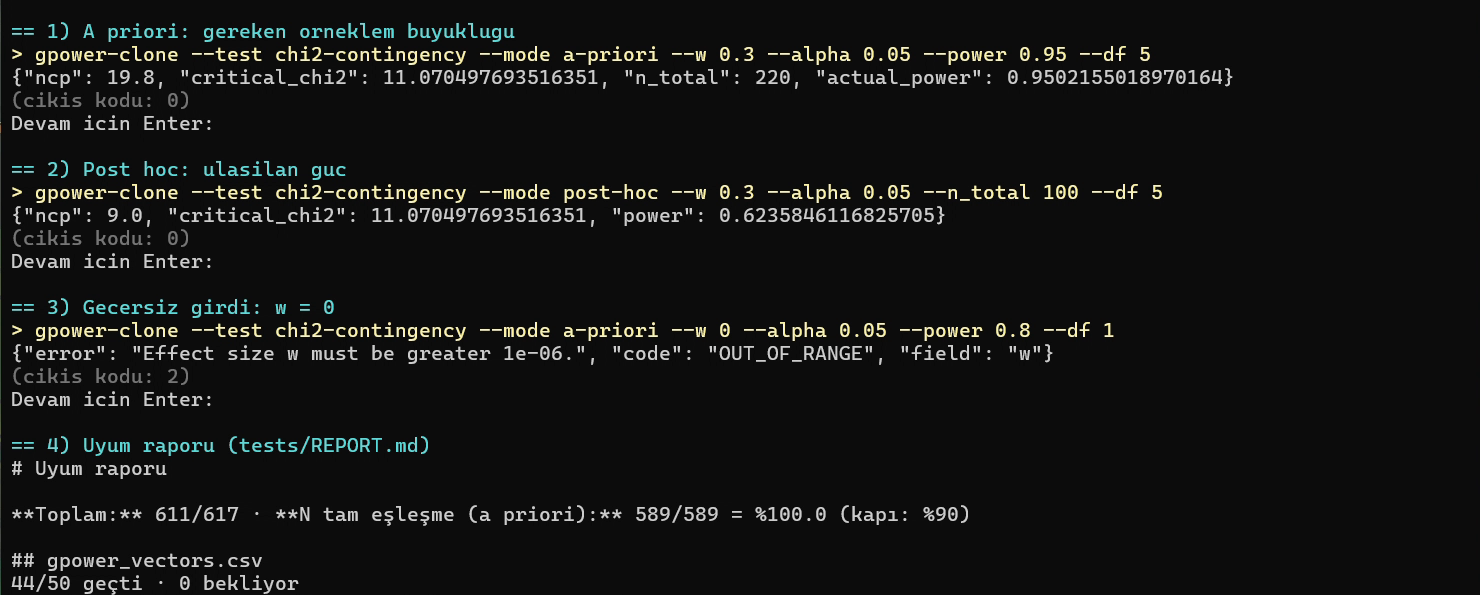 == 1) A priori: gereken orneklem buyuklugu
> gpower-clone --test chi2-contingency --mode a-priori --w 0.3 --alpha 0.05 --power 0.95 --df 5
{"ncp": 19.8, "critical_chi2": 11.070497693516351, "n_total": 220, "actual_power": 0.9502155018970164}
(cikis kodu: 0)
Devam icin Enter:
== 2) Post hoc: ulasilan guc
> gpower-clone --test chi2-contingency --mode post-hoc --w 0.3 --alpha 0.05 --n_total 100 --df 5
{"ncp": 9.0, "critical_chi2": 11.070497693516351, "power": 0.6235846116825705}
(cikis kodu: 0)
Devam icin Enter:
== 3) Gecersiz girdi: w = 0
> gpower-clone --test chi2-contingency --mode a-priori --w 0 --alpha 0.05 --power 0.8 --df 1
{"error": "Effect size w must be greater 1e-06.", "code": "OUT_OF_RANGE", "field": "w"}
(cikis kodu: 2)
Devam icin Enter:
== 4) Uyum raporu (tests/REPORT.md)
# Uyum raporu
**Toplam:** 611/617 · **N tam eşleşme (a priori):** 589/589 = %100.0 (kapı: %90)
## gpower_vectors.csv
44/50 geçti · 0 bekliyor